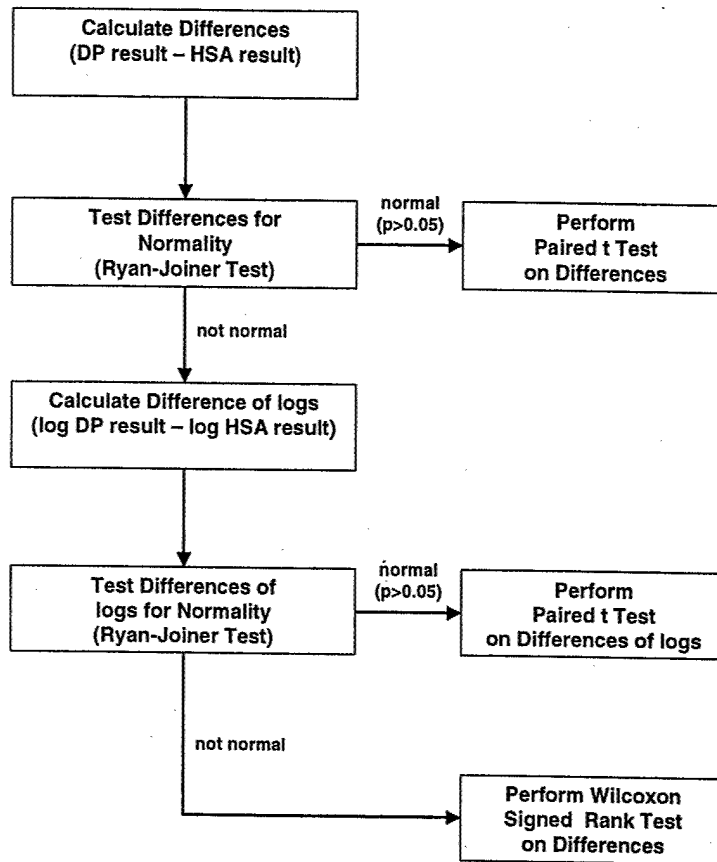 Calculate Differences
(DP result – HSA result)
Test Differences for
Normality
(Ryan-Joiner Test)
normal
(p>0.05)
Perform
Paired t Test
on Differences
not normal
Calculate Difference of logs
(log DP result – log HSA result)
Test Differences of
logs for Normality
(Ryan-Joiner Test)
normal
(p>0.05)
Perform
Paired t Test
on Differences of logs
not normal
Perform Wilcoxon
Signed Rank Test
on Differences